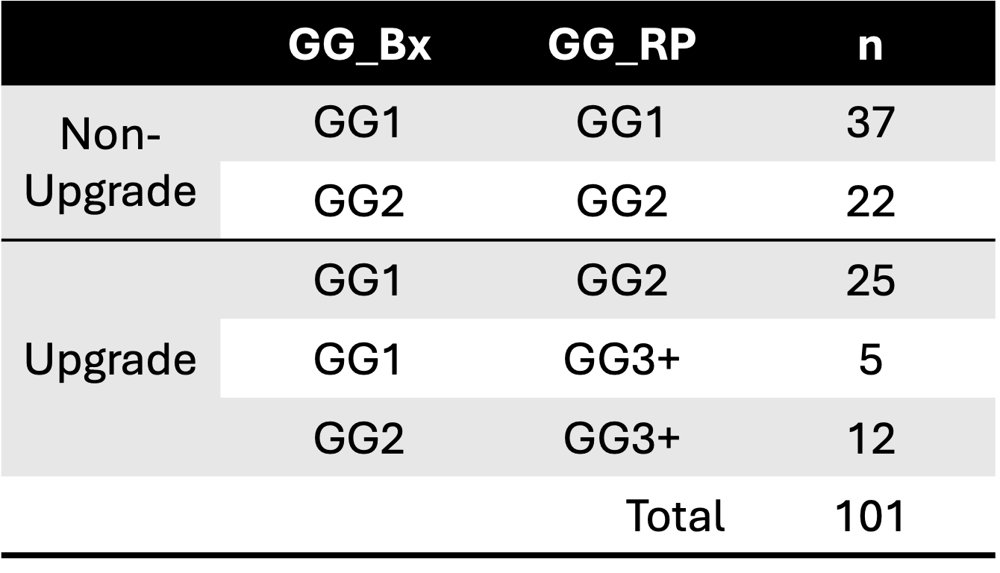 GG_Bx GG_RP n
Non-
Upgrade
GG1 GG1 37
GG2 GG2 22
Upgrade
GG1 GG2 25
GG1 GG3+ 5
GG2 GG3+ 12
Total 101